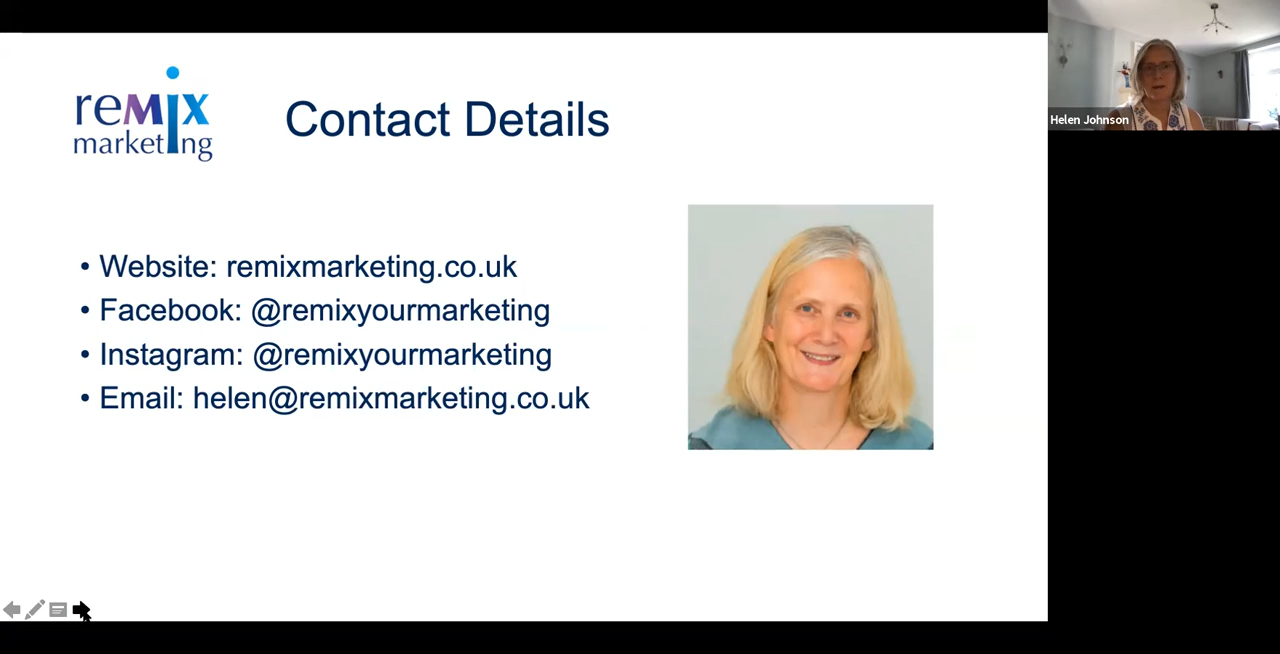 remix
marketing
Contact Details
• Website: remixmarketing.co.uk
• Facebook: @remixyourmarketing
• Instagram: @remixyourmarketing
• Email: helen@remixmarketing.co.uk
Helen Johnson